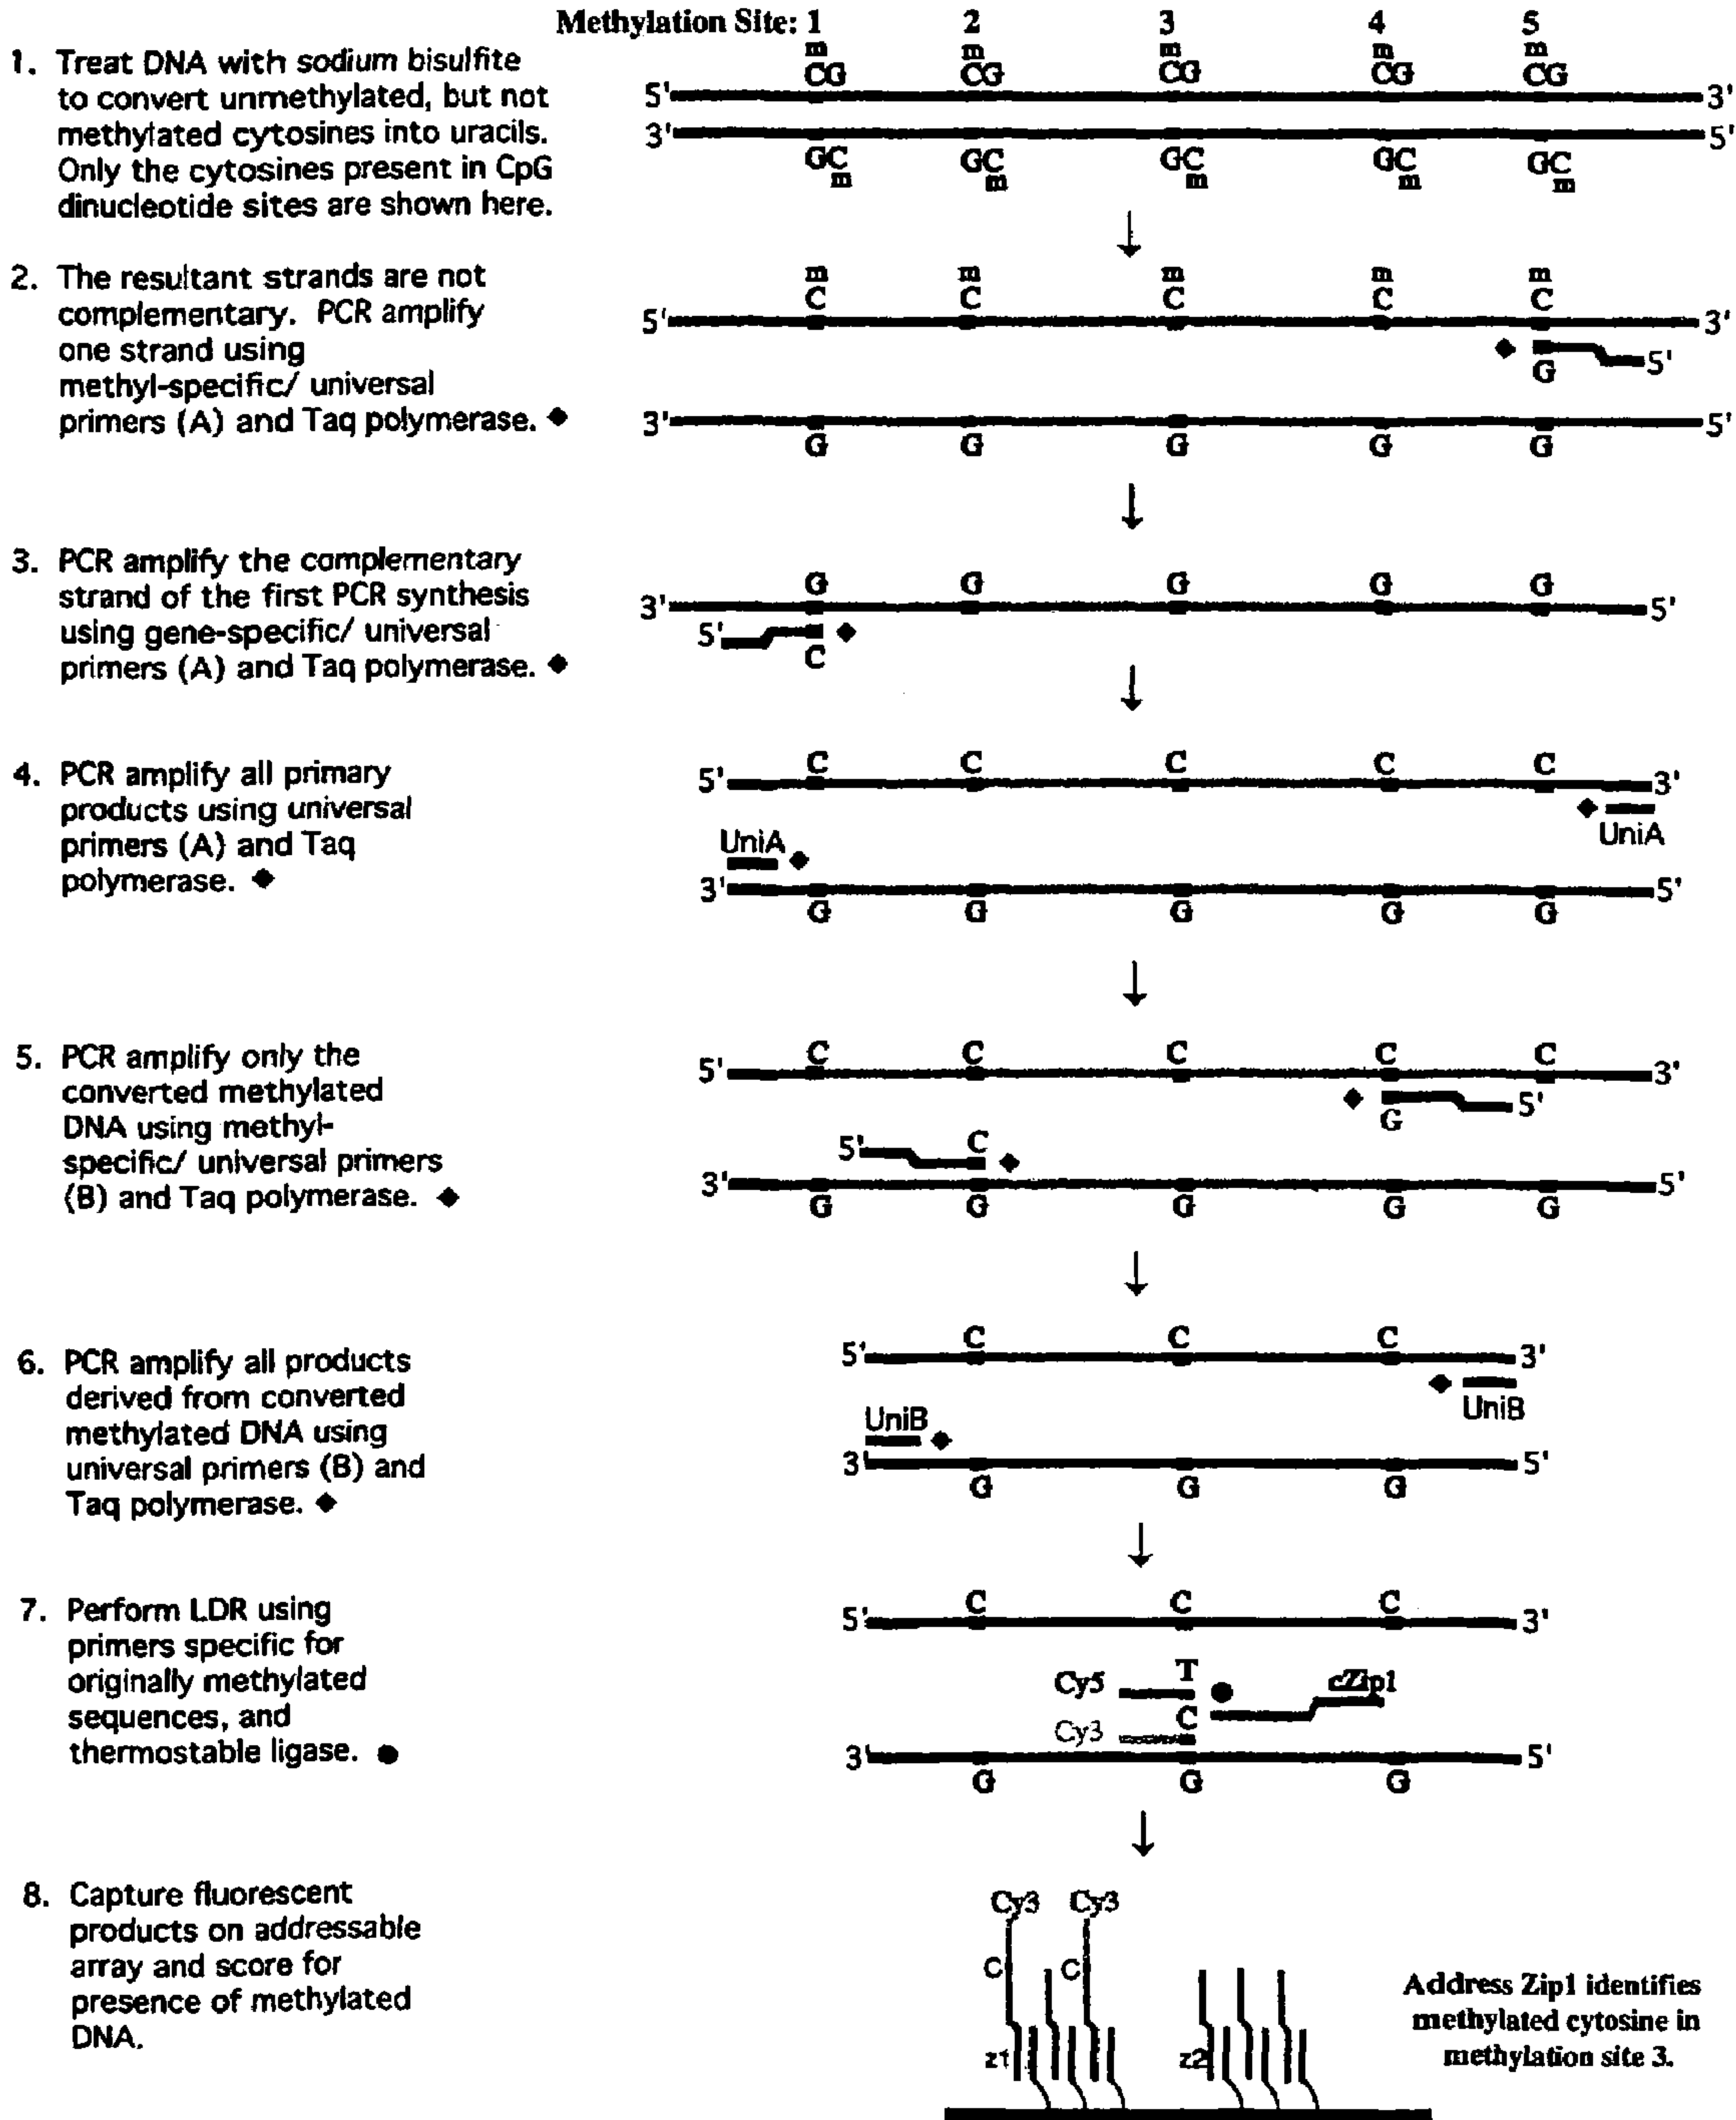 Methylation Site: 1 2 3 4 5
m m m m m
CG CG CG CG CG
1. Treat DNA with sodium bisulfite
to convert unmethylated, but not
methylated cytosines into uracils.
Only the cytosines present in CpG
dinucleotide sites are shown here.
5' 3'
3' 5'
GC GC GC GC GC
m m m m m
2. The resultant strands are not
complementary. PCR amplify
one strand using
methyl-specific/ universal
primers (A) and Taq polymerase. ◆
m m m m m
C C C C C
5' 3'
G 5'
3' 5'
G G G G G
3. PCR amplify the complementary
strand of the first PCR synthesis
using gene-specific/ universal
primers (A) and Taq polymerase. ◆
G G G G G
3' 5'
5'
C
4. PCR amplify all primary
products using universal
primers (A) and Taq
polymerase. ◆
C C C C C
5' 3'
UniA
UniA
3' 5'
G G G G G
5. PCR amplify only the
converted methylated
DNA using methyl-
specific/ universal primers
(B) and Taq polymerase. ◆
C C C C C
5' 3'
G 5'
5' C
3' 5'
G G G G G
6. PCR amplify all products
derived from converted
methylated DNA using
universal primers (B) and
Taq polymerase. ◆
C C C
5' 3'
UniB
UniB
3' 5'
G G G
7. Perform LDR using
primers specific for
originally methylated
sequences, and
thermostable ligase. ●
C C C
5' 3'
T
Cy5 cZip1
C
Cy3
3' 5'
G G G
8. Capture fluorescent
products on addressable
array and score for
presence of methylated
DNA.
Cy3 Cy3
C C
z1 z2
Address Zip1 identifies
methylated cytosine in
methylation site 3.